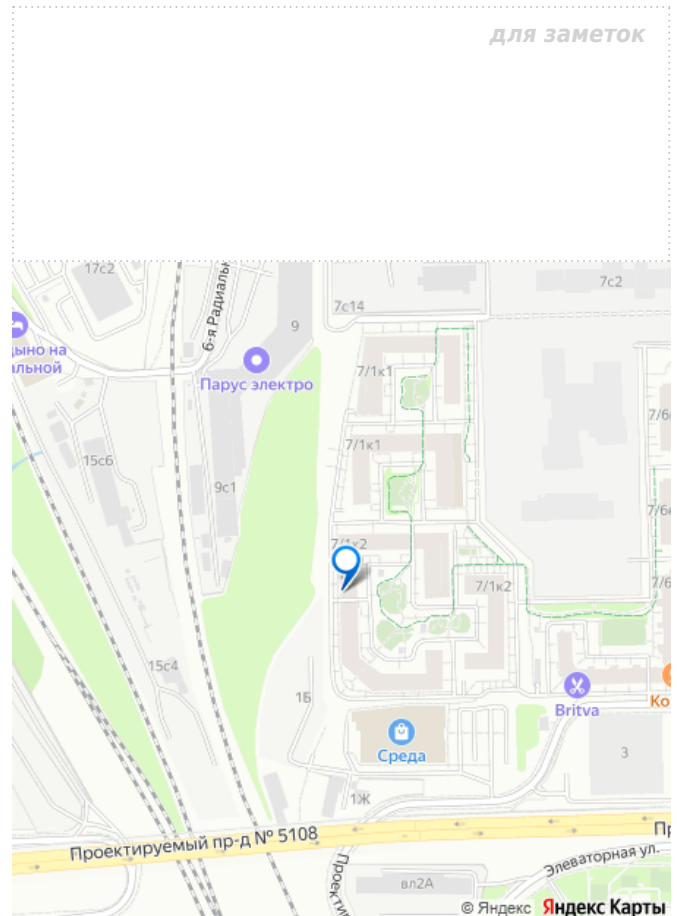 для заметок
17с2
7с2
7с14
6-я Радиальн
9
дыно на
альной
Парус электро
7/1к1
7/6
7/1к1
15с6
9с1
7/6
7/1к2
7/1к2
7/6
15с4
1Б
Britva
Ко
Среда
3
1Ж
Проектируемый пр-д № 5108
Пр
Элеваторная ул.
Проекти
вл2А
© Яндекс Яндекс Карты